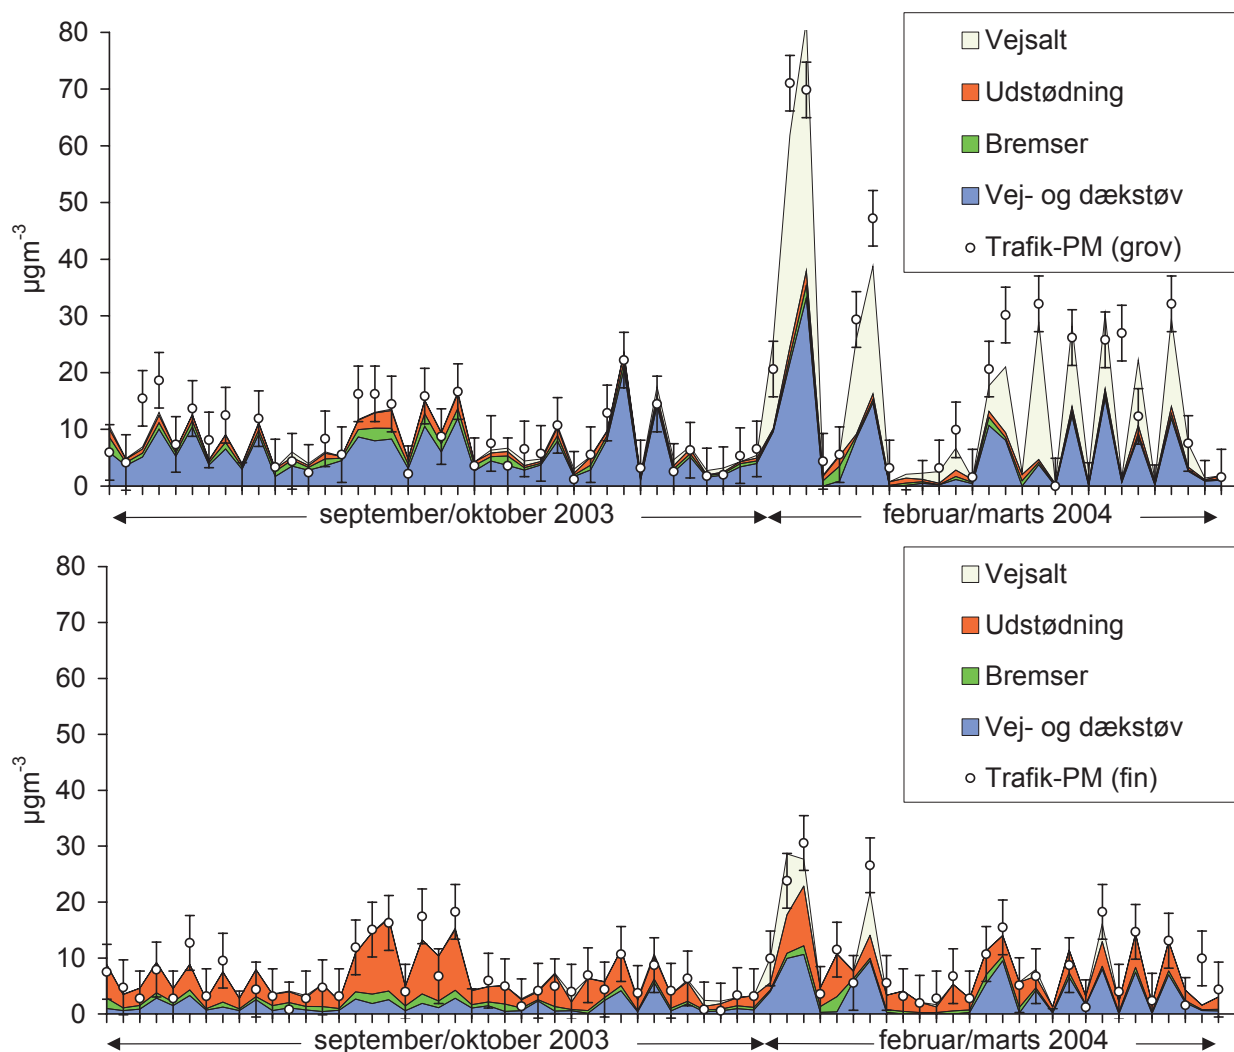 80
70
60
50
40
30
20
10
0
µgm-3
Vejsalt
Udstødning
Bremser
Vej- og dækstøv
Trafik-PM (grov)
september/oktober 2003
februar/marts 2004
80
70
60
50
40
30
20
10
0
µgm-3
Vejsalt
Udstødning
Bremser
Vej- og dækstøv
Trafik-PM (fin)
september/oktober 2003
februar/marts 2004